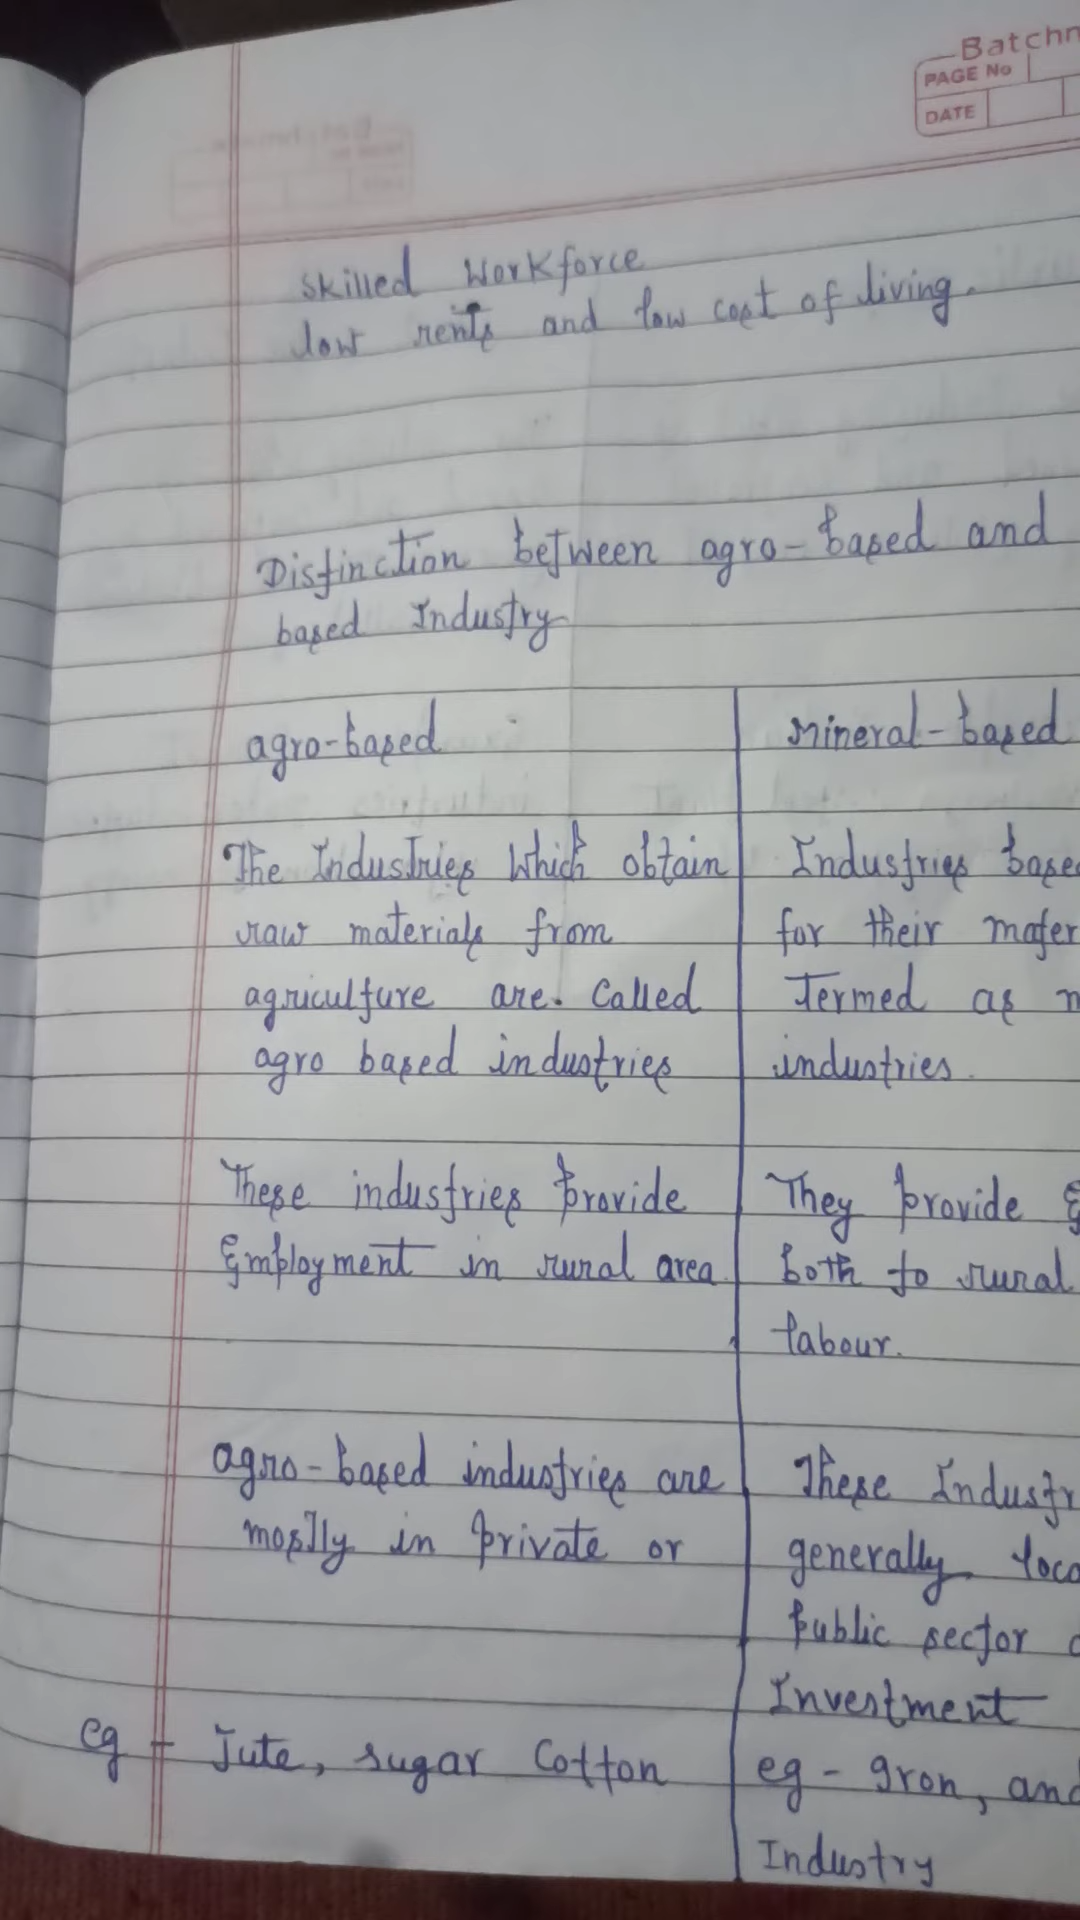 Batchm
PAGE No
DATE
skilled workforce
low rents and low cost of living.
Distinction between agro-based and
based Industry
agro-based
Mineral-based
The Industries which obtain
raw materials from
agriculture are. called
agro based industries
Industries base
for their mater
termed as m
industries.
These industries provide
Employment in rural area
They provide E
both to rural
labour.
agro-based industries are
mostly in private or
These Industr
generally loca
public sector
Investment
eg - Jute, sugar Cotton
eg - Iron, and
Industry